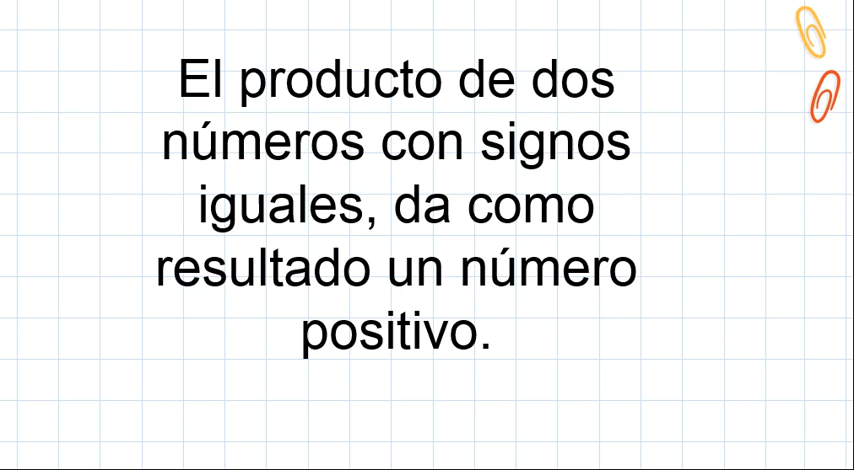 El producto de dos
números con signos
iguales, da como
resultado un número
positivo.